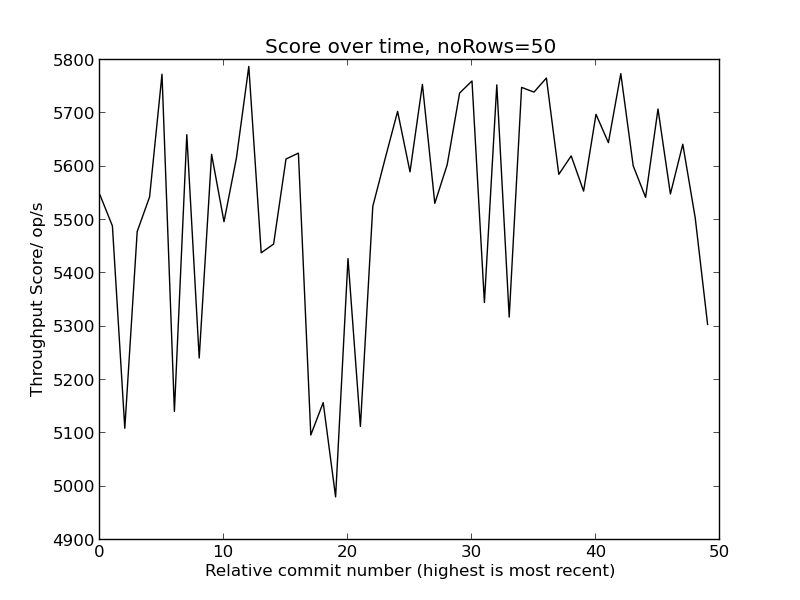 Score over time, noRows=50
5800
5700
5600
5500
5400
5300
5200
5100
5000
4900
Throughput Score/ op/s
0 10 20 30 40 50
Relative commit number (highest is most recent)